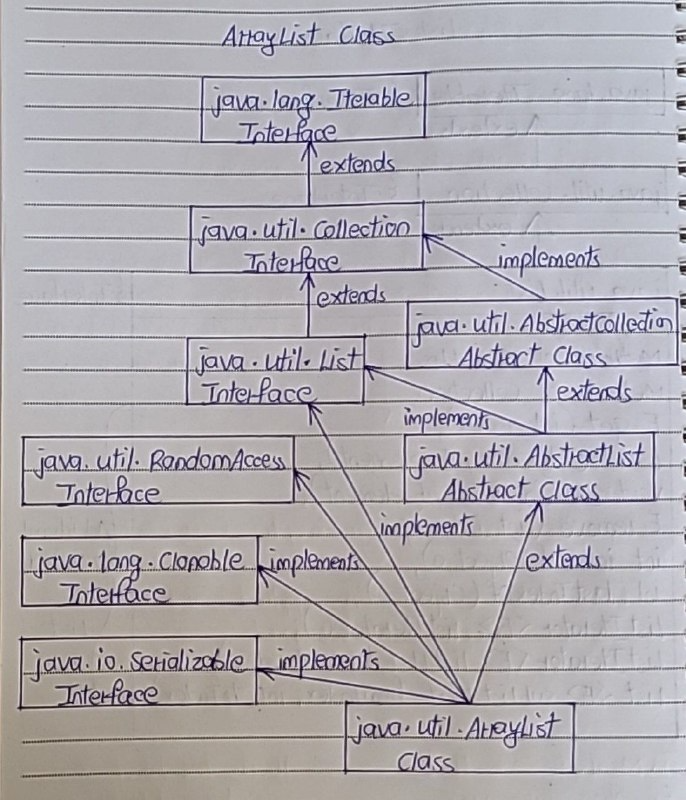 ArrayList Class
java.lang.Iterable
Interface
extends
java.util.Collection
Interface
implements
extends
java.util.AbstractCollection
Abstract Class
java.util.List
Interface
extends
implements
java.util.RandomAccess
Interface
java.util.AbstractList
Abstract Class
implements
java.lang.Clonable
Interface
implements
extends
java.io.Serializable
Interface
implements
java.util.ArrayList
Class